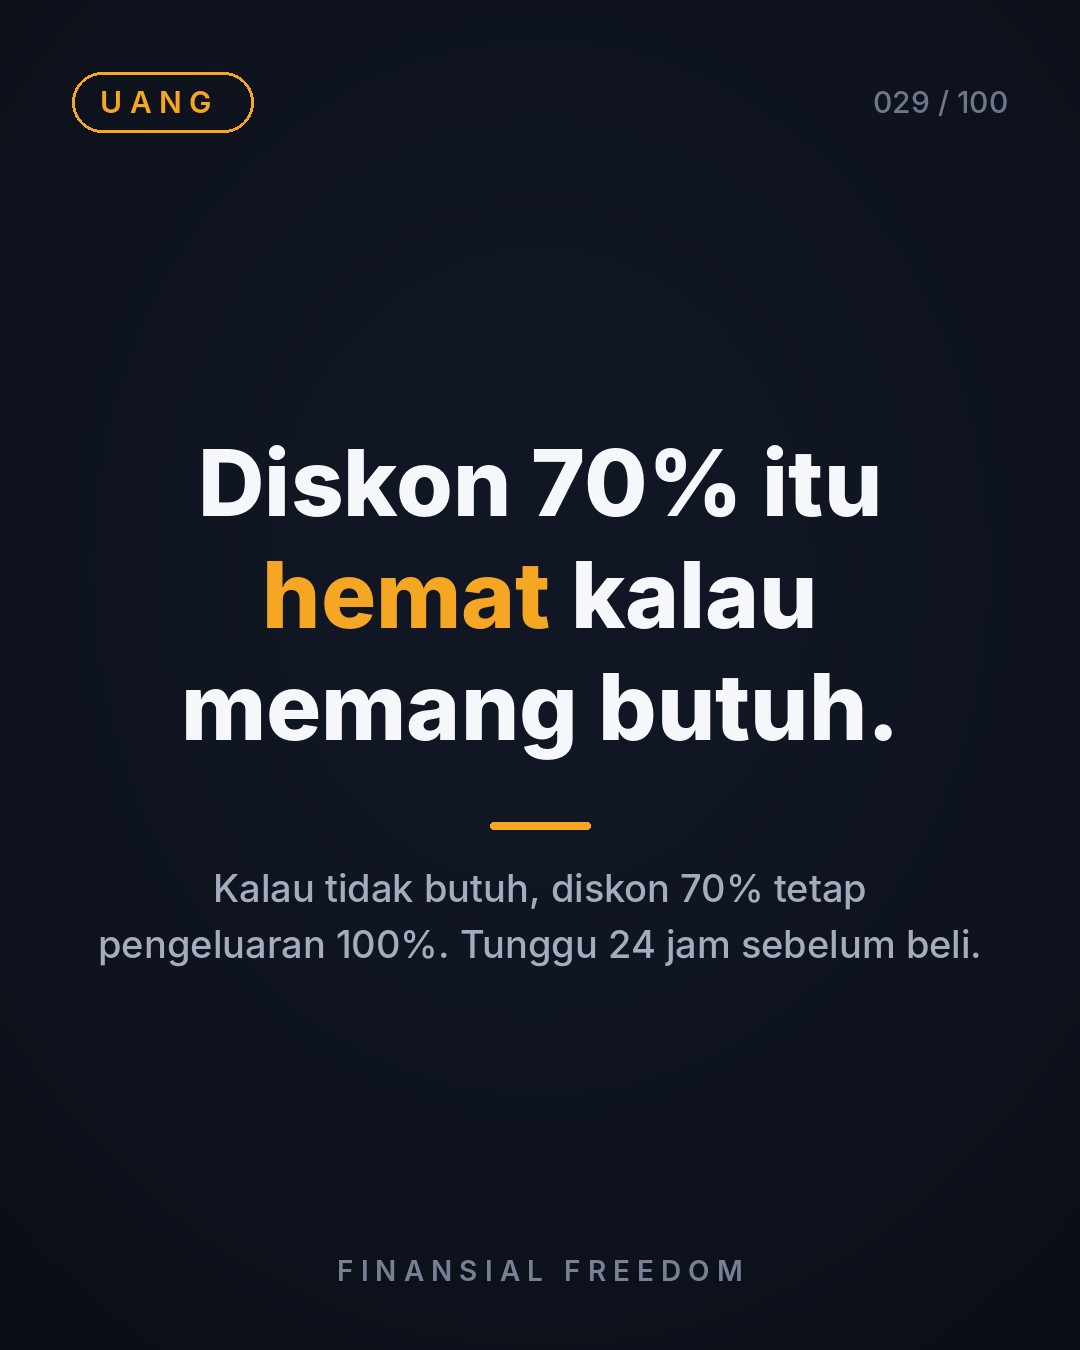 UANG
029 / 100
Diskon 70% itu
hemat kalau
memang butuh.
Kalau tidak butuh, diskon 70% tetap
pengeluaran 100%. Tunggu 24 jam sebelum beli.
FINANSIAL FREEDOM